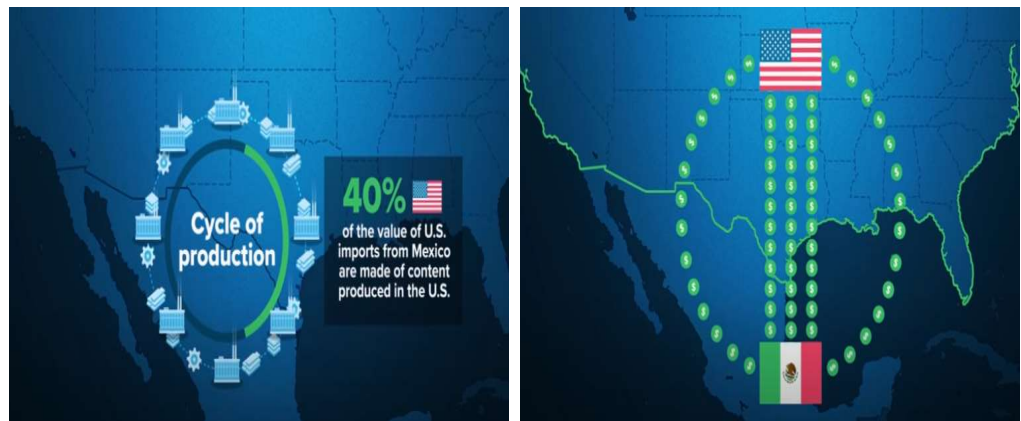 Cycle of
production
40%
of the value of U.S.
imports from Mexico
are made of content
produced in the U.S.